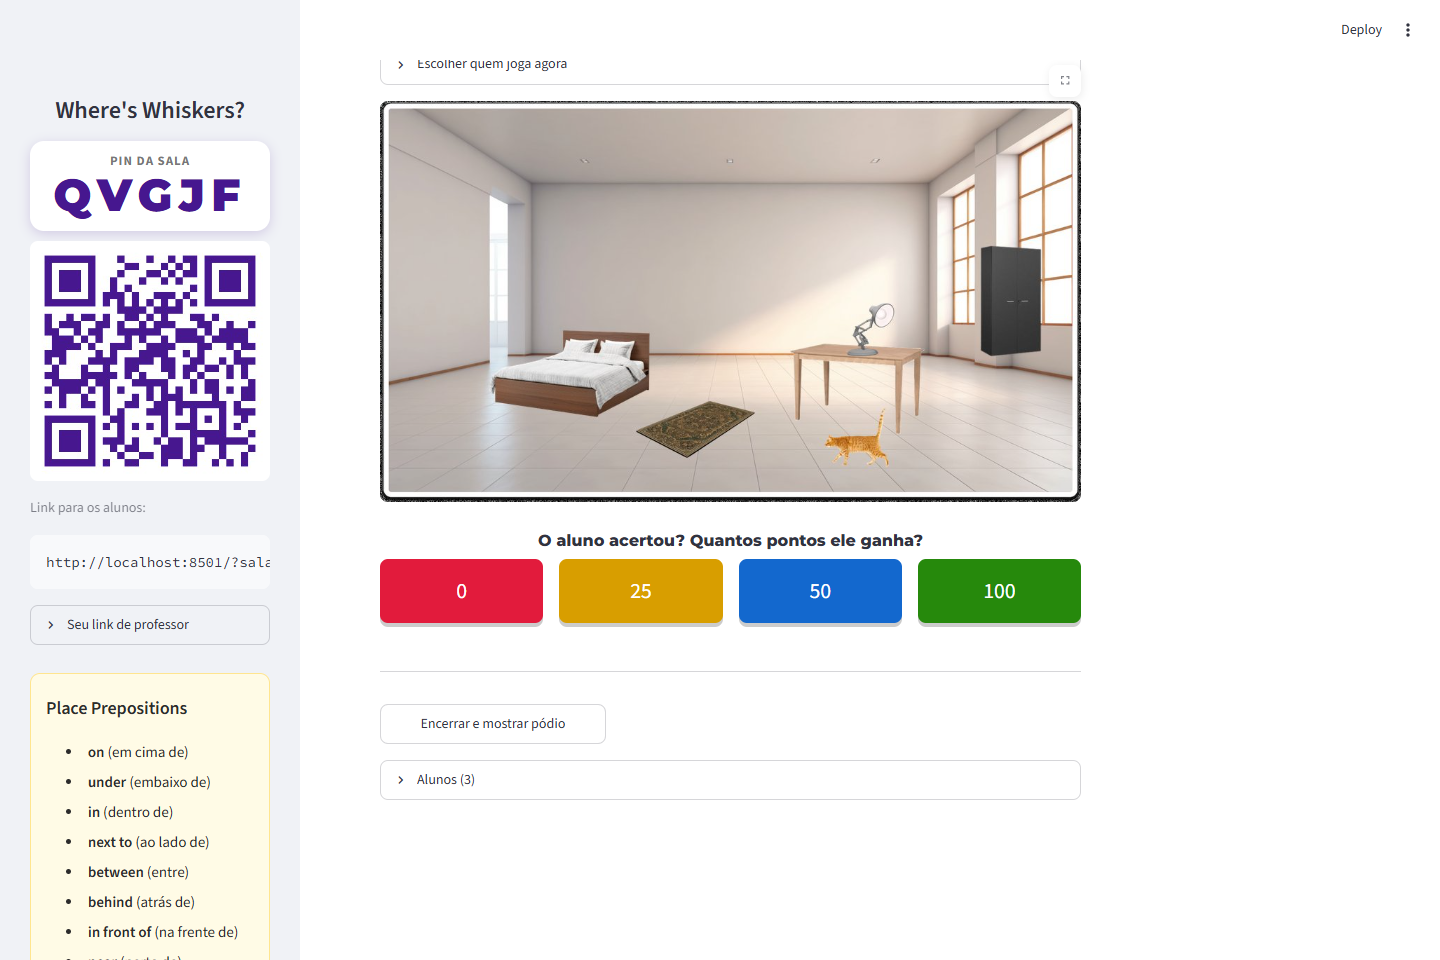 Deploy
Where's Whiskers?
PIN DA SALA
QVGJF
Link para os alunos:
http://localhost:8501/?sala
Seu link de professor
Place Prepositions
on (em cima de)
under (embaixo de)
in (dentro de)
next to (ao lado de)
between (entre)
behind (atrás de)
in front of (na frente de)
Escolher quem joga agora
O aluno acertou? Quantos pontos ele ganha?
0
25
50
100
Encerrar e mostrar pódio
Alunos (3)